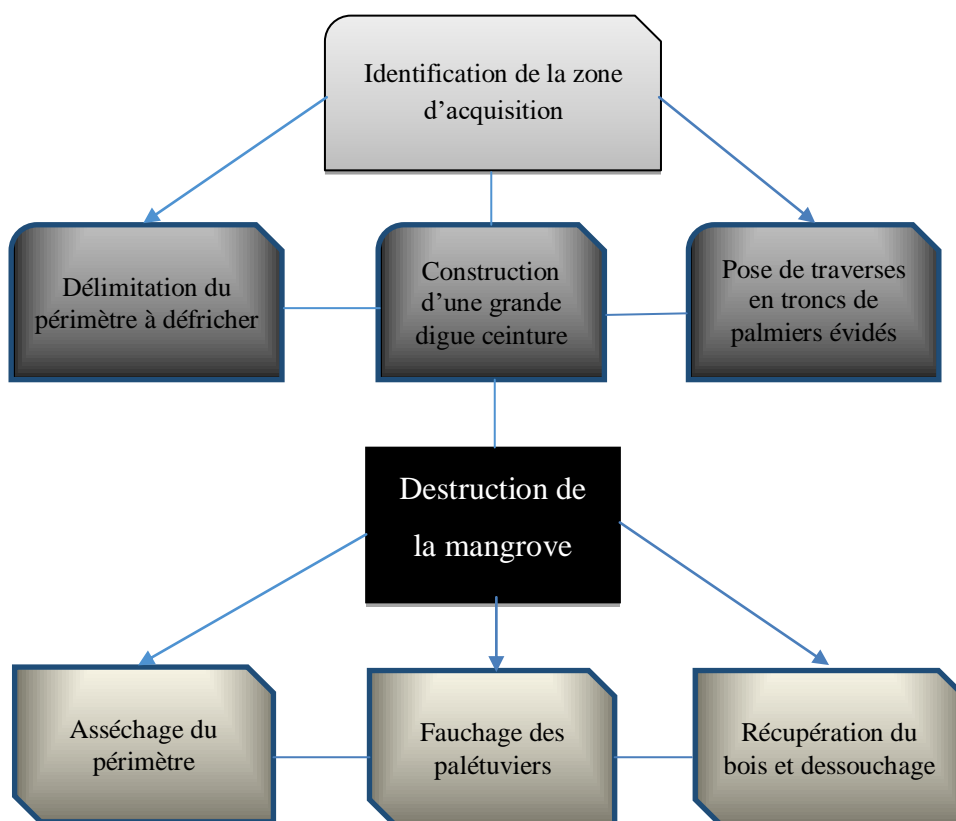 Identification de la zone
d’acquisition
Délimitation du
périmètre à défricher
Construction
d’une grande
digue ceinture
Pose de traverses
en troncs de
palmiers évidés
Destruction de
la mangrove
Asséchage du
périmètre
Fauchage des
palétuviers
Récupération du
bois et dessouchage